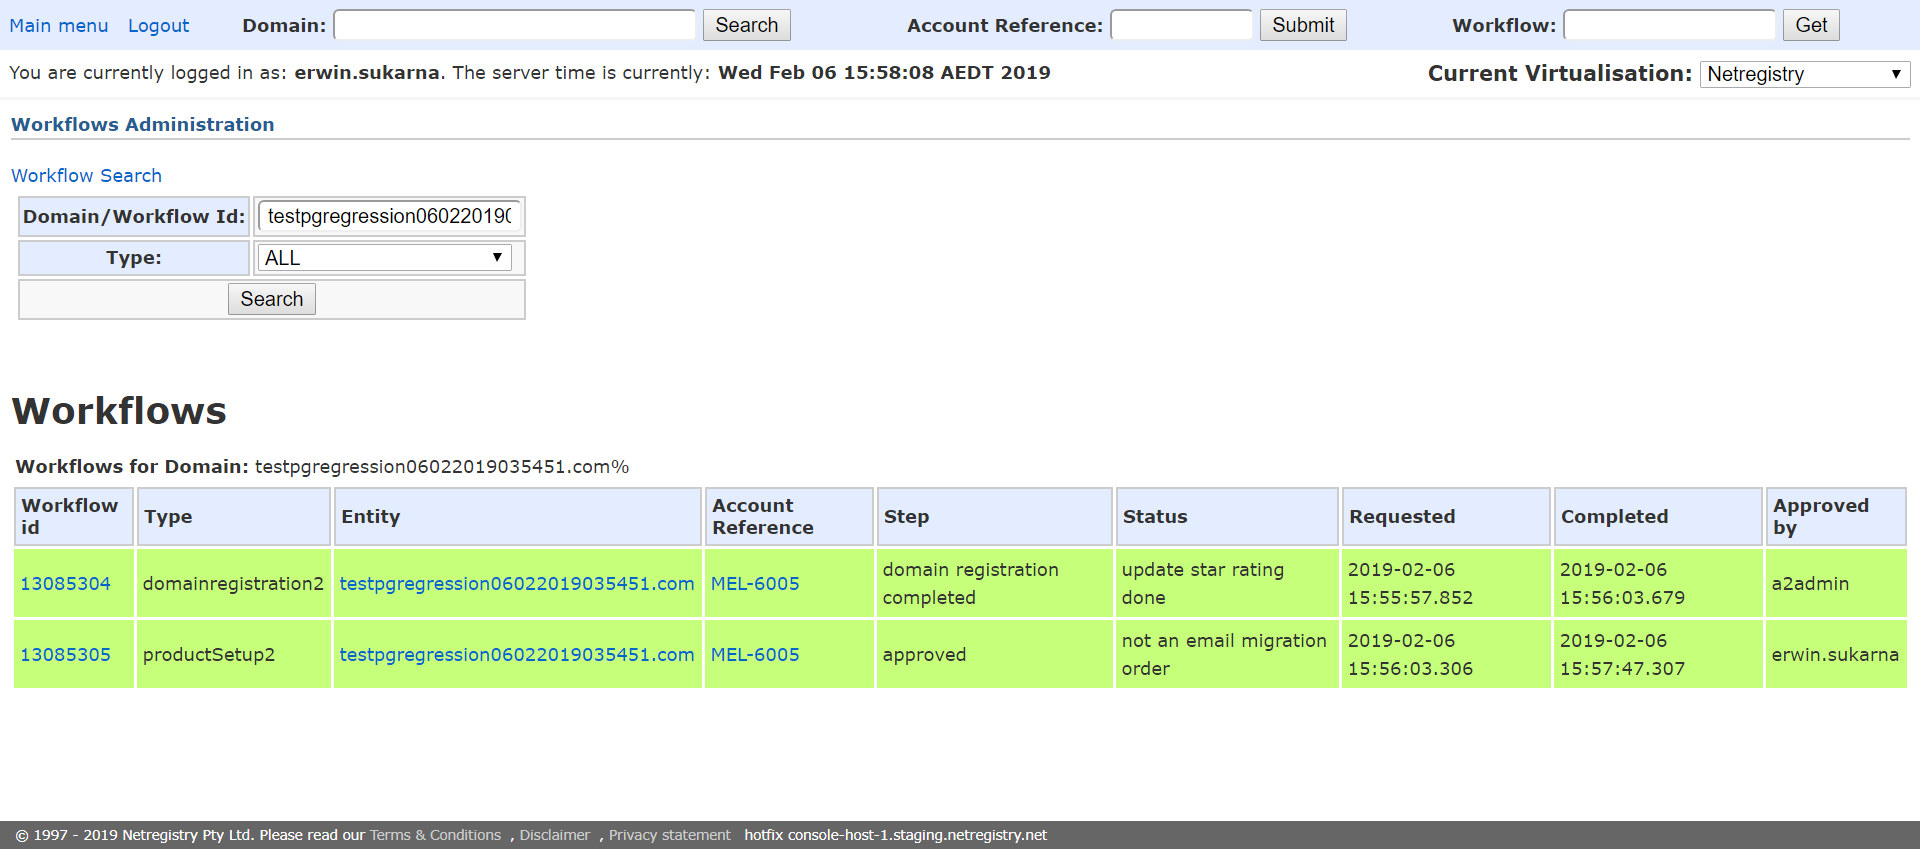 Main menu Logout Domain: Search Account Reference: Submit Workflow: Get
You are currently logged in as: erwin.sukarna. The server time is currently: Wed Feb 06 15:58:08 AEDT 2019 Current Virtualisation: Netregistry
Workflows Administration
Workflow Search
Domain/Workflow Id: testpgregression060220190
Type: ALL
Search
Workflows
Workflows for Domain: testpgregression06022019035451.com%
Workflow id Type Entity Account Reference Step Status Requested Completed Approved by
13085304 domainregistration2 testpgregression06022019035451.com MEL-6005 domain registration completed update star rating done 2019-02-06 15:55:57.852 2019-02-06 15:56:03.679 a2admin
13085305 productSetup2 testpgregression06022019035451.com MEL-6005 approved not an email migration order 2019-02-06 15:56:03.306 2019-02-06 15:57:47.307 erwin.sukarna
© 1997 - 2019 Netregistry Pty Ltd. Please read our Terms & Conditions , Disclaimer , Privacy statement hotfix console-host-1.staging.netregistry.net